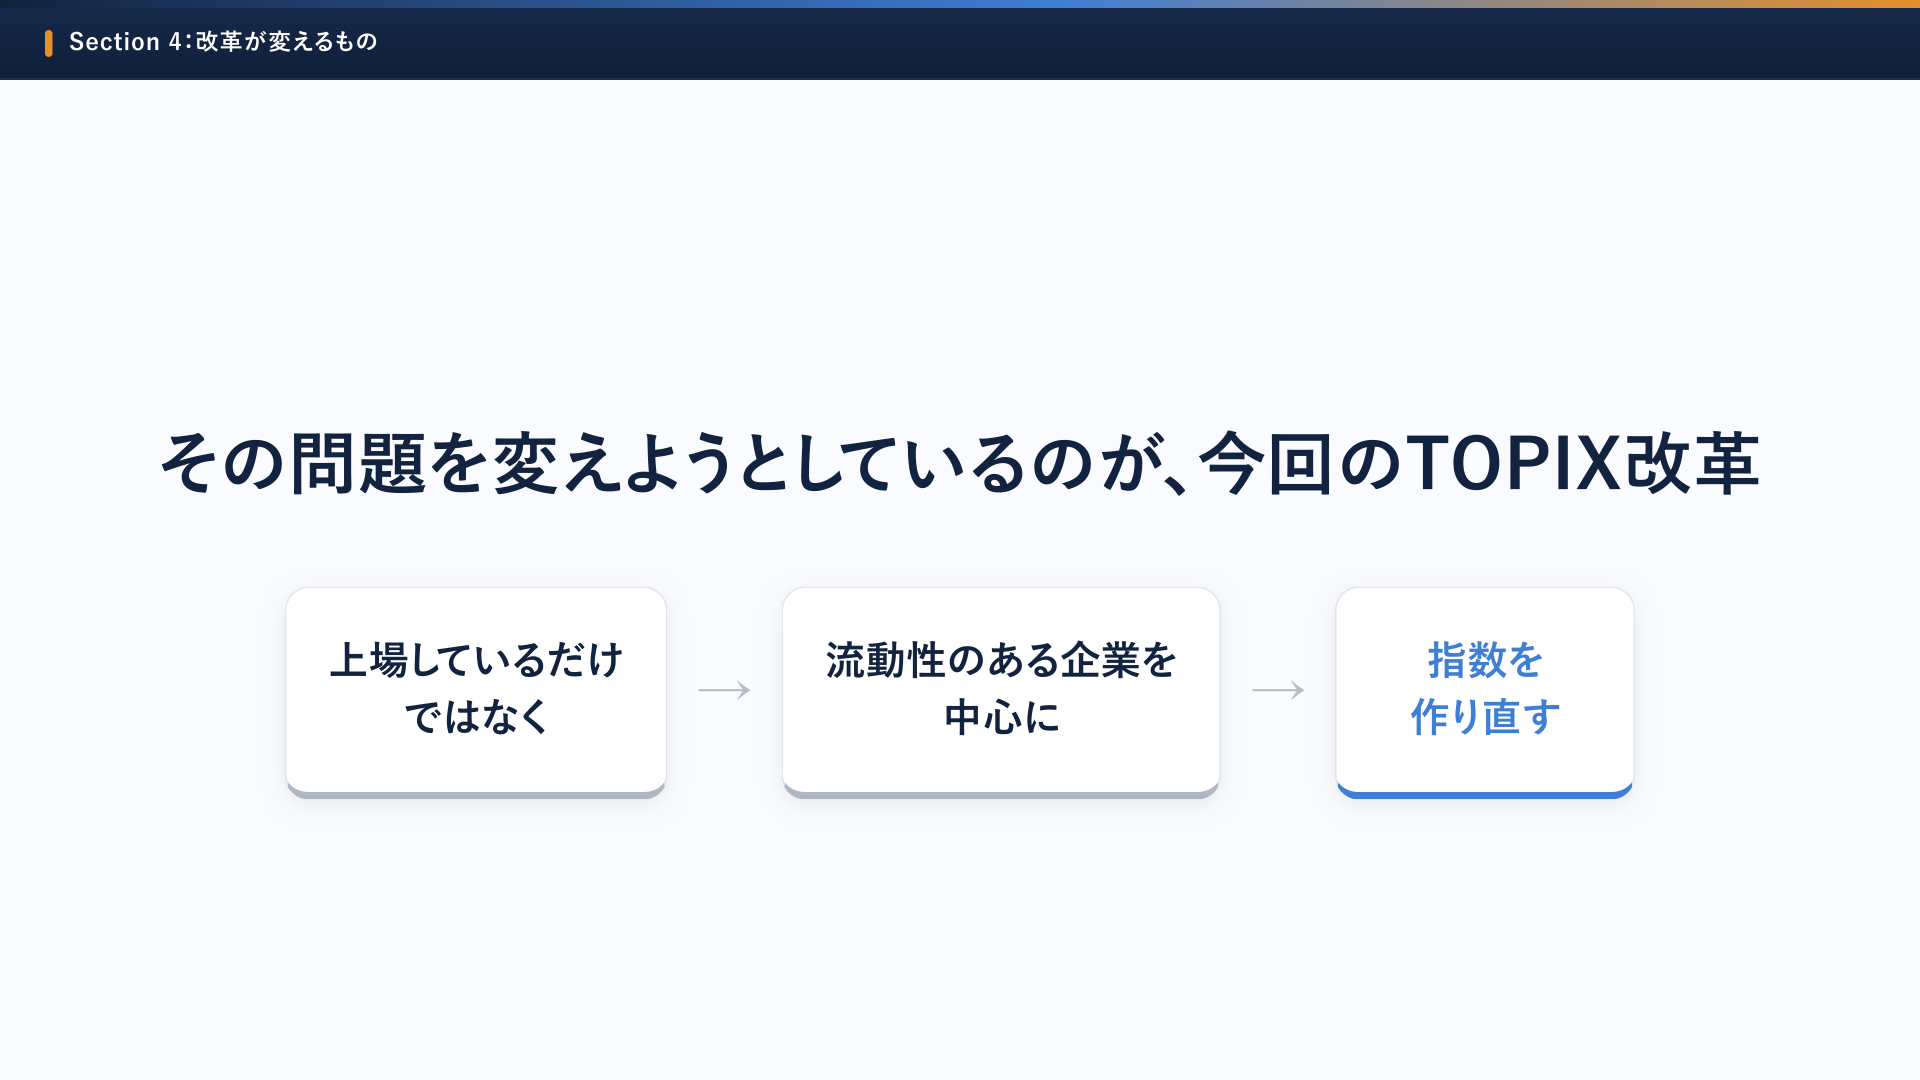 Section 4：改革が変えるもの
その問題を変えようとしているのが、今回のTOPIX改革
上場しているだけ
ではなく
→
流動性のある企業を
中心に
→
指数を
作り直す